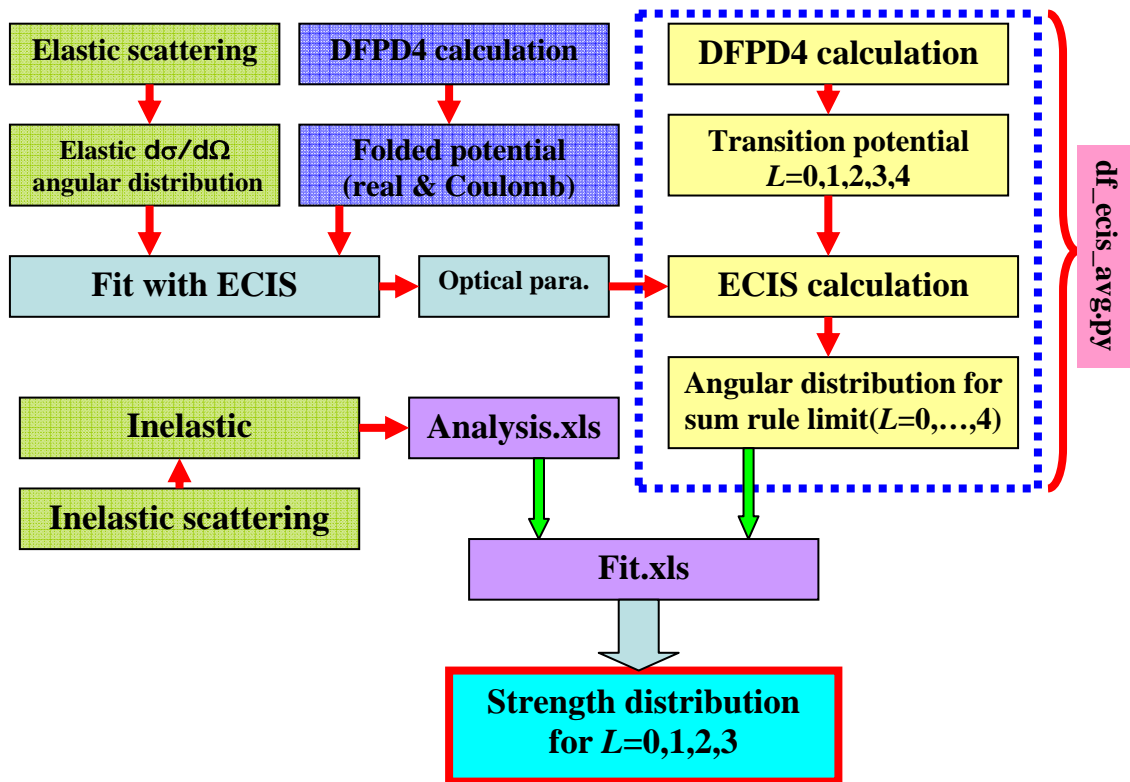 Elastic scattering
DFPD4 calculation
DFPD4 calculation
Elastic dσ/dΩ
angular distribution
Folded potential
(real & Coulomb)
Transition potential
L=0,1,2,3,4
Fit with ECIS
Optical para.
ECIS calculation
df_ecis_avg.py
Angular distribution for
sum rule limit(L=0,…,4)
Inelastic
Analysis.xls
Inelastic scattering
Fit.xls
Strength distribution
for L=0,1,2,3